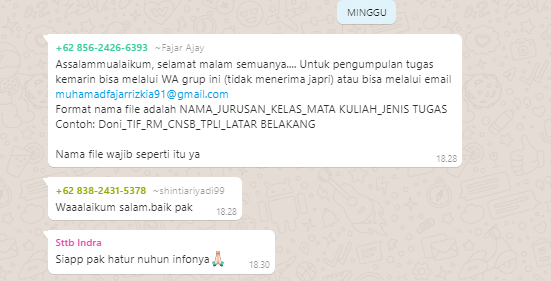 MINGGU
+62 856-2426-6393 ~Fajar Ajay
Assalammualaikum, selamat malam semuanya.... Untuk pengumpulan tugas
kemarin bisa melalui WA grup ini (tidak menerima japri) atau bisa melalui email
muhamadfajarrizkia91@gmail.com
Format nama file adalah NAMA_JURUSAN_KELAS_MATA KULIAH_JENIS TUGAS
Contoh: Doni_TIF_RM_CNSB_TPLI_LATAR BELAKANG
Nama file wajib seperti itu ya
18.28
+62 838-2431-5378 ~shintiariyadi99
Waaalaikum salam.baik pak
18.28
Sttb Indra
Siapp pak hatur nuhun infonya🙏🏻
18.30